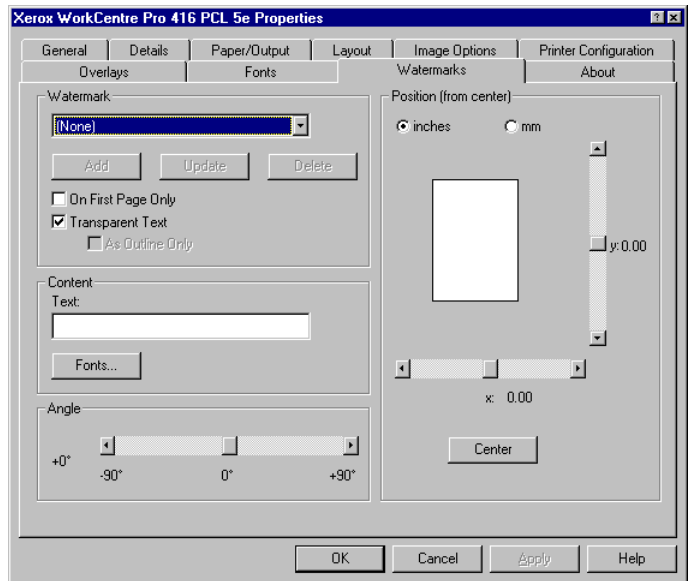 Xerox WorkCentre Pro 416 PCL 5e Properties
General Details Paper/Output Layout Image Options Printer Configuration
Overlays Fonts Watermarks About
Watermark
(None)
Add Update Delete
On First Page Only
Transparent Text
As Outline Only
Content
Text:
Fonts...
Angle
+0°
-90° 0° +90°
Position (from center)
inches mm
y: 0.00
x: 0.00
Center
OK Cancel Apply Help